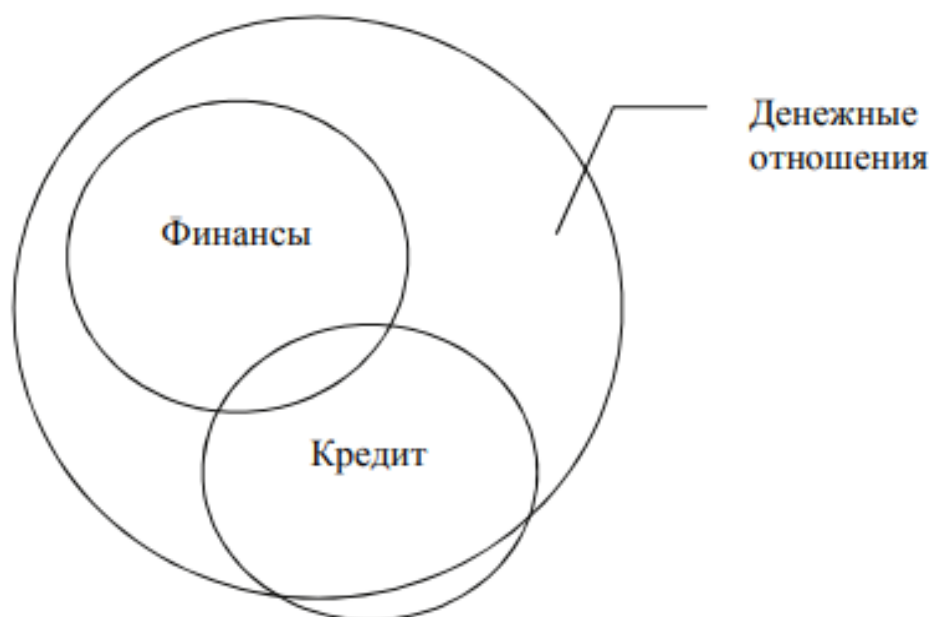 Денежные
отношения
Финансы
Кредит